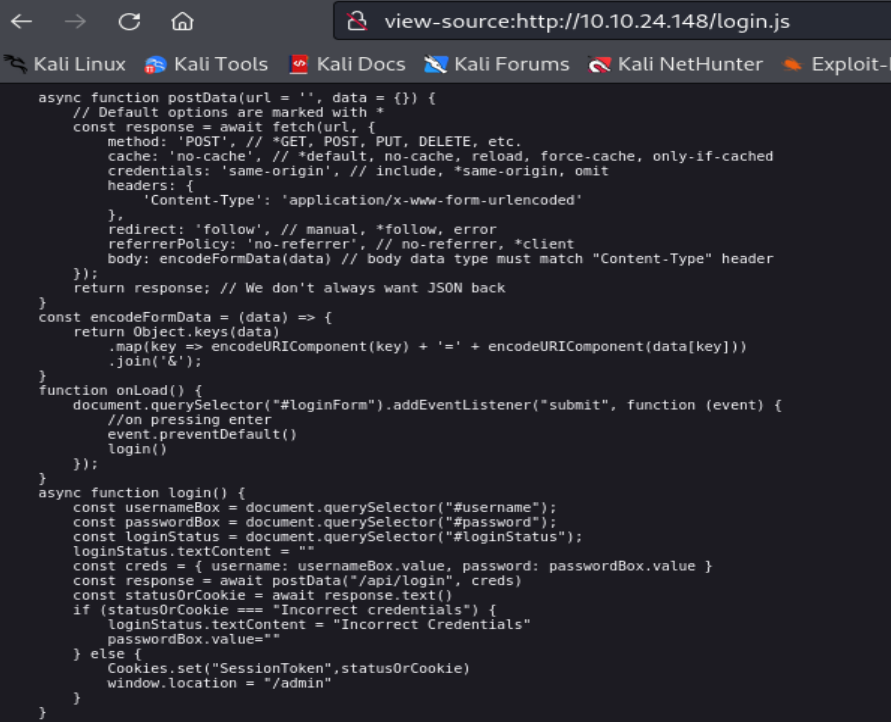 view-source:http://10.10.24.148/login.js
Kali Linux Kali Tools Kali Docs Kali Forums Kali NetHunter Exploit-
async function postData(url = '', data = {}) {
    // Default options are marked with *
    const response = await fetch(url, {
        method: 'POST', // *GET, POST, PUT, DELETE, etc.
        cache: 'no-cache', // *default, no-cache, reload, force-cache, only-if-cached
        credentials: 'same-origin', // include, *same-origin, omit
        headers: {
            'Content-Type': 'application/x-www-form-urlencoded'
        },
        redirect: 'follow', // manual, *follow, error
        referrerPolicy: 'no-referrer', // no-referrer, *client
        body: encodeFormData(data) // body data type must match "Content-Type" header
    });
    return response; // We don't always want JSON back
}
const encodeFormData = (data) => {
    return Object.keys(data)
        .map(key => encodeURIComponent(key) + '=' + encodeURIComponent(data[key]))
        .join('&');
}
function onLoad() {
    document.querySelector("#loginForm").addEventListener("submit", function (event) {
        //on pressing enter
        event.preventDefault()
        login()
    });
}
async function login() {
    const usernameBox = document.querySelector("#username");
    const passwordBox = document.querySelector("#password");
    const loginStatus = document.querySelector("#loginStatus");
    loginStatus.textContent = ""
    const creds = { username: usernameBox.value, password: passwordBox.value }
    const response = await postData("/api/login", creds)
    const statusOrCookie = await response.text()
    if (statusOrCookie === "Incorrect credentials") {
        loginStatus.textContent = "Incorrect Credentials"
        passwordBox.value=""
    } else {
        Cookies.set("SessionToken",statusOrCookie)
        window.location = "/admin"
    }
}